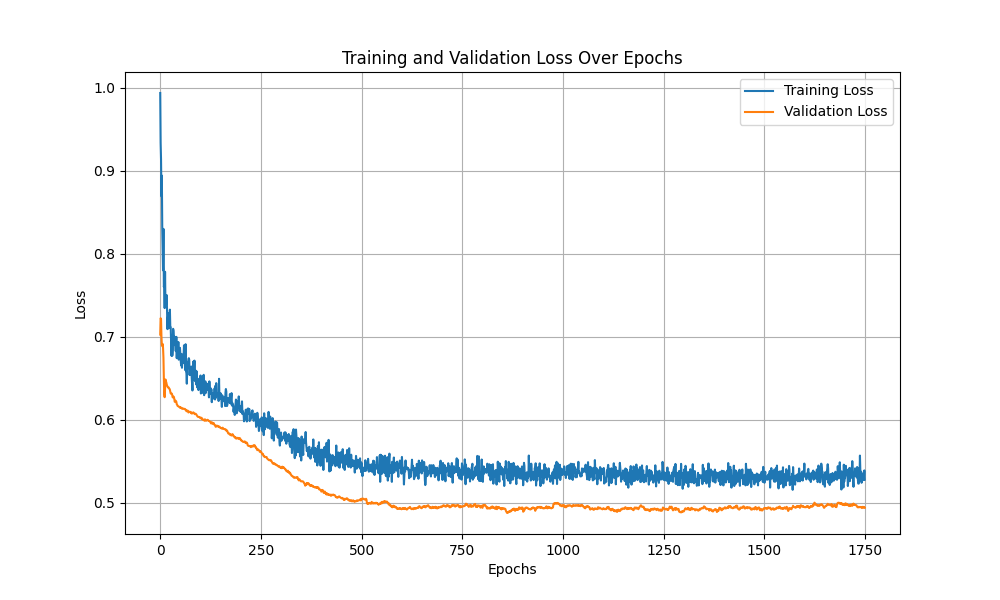 Training and Validation Loss Over Epochs
Training Loss
Validation Loss
1.0
0.9
0.8
0.7
0.6
0.5
Loss
0 250 500 750 1000 1250 1500 1750
Epochs